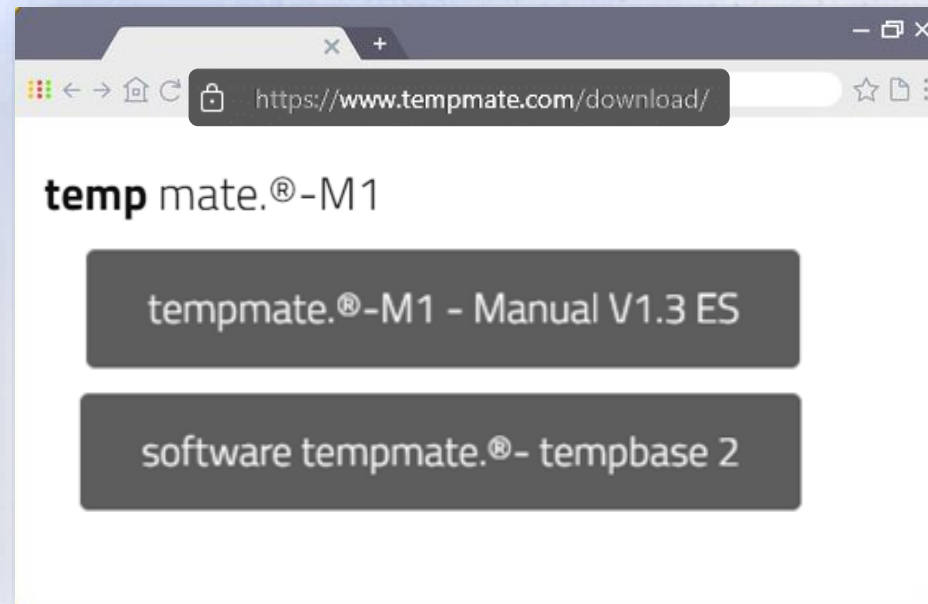 https://www.tempmate.com/download/
temp mate.®-M1
tempmate.®-M1 - Manual V1.3 ES
software tempmate.®- tempbase 2